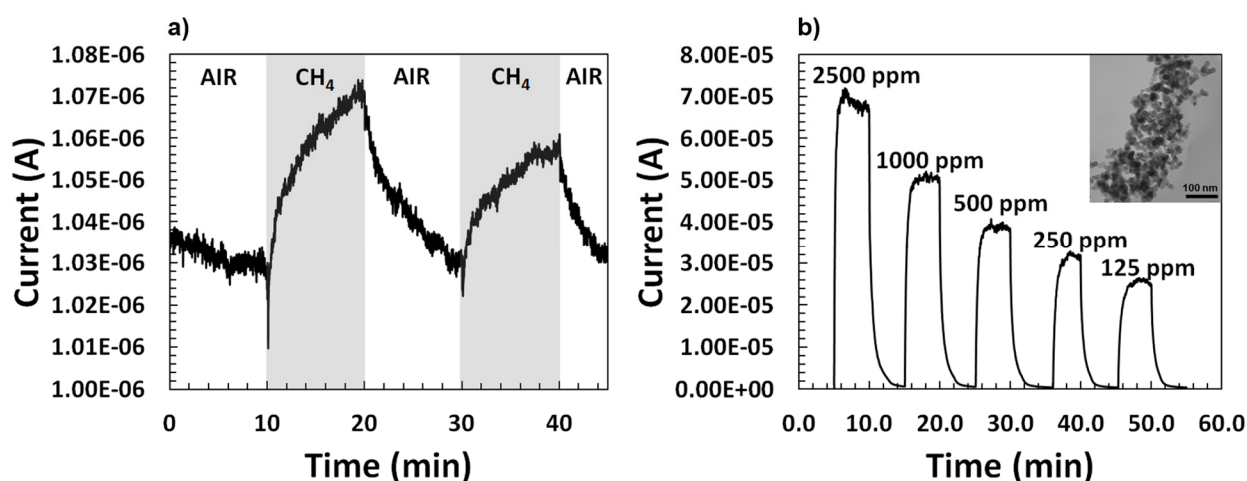 a)
1.08E-06
1.07E-06
1.06E-06
1.05E-06
1.04E-06
1.03E-06
1.02E-06
1.01E-06
1.00E-06
Current (A)
AIR CH₄ AIR CH₄ AIR
0 10 20 30 40
Time (min)
b)
8.00E-05
7.00E-05
6.00E-05
5.00E-05
4.00E-05
3.00E-05
2.00E-05
1.00E-05
0.00E+00
Current (A)
2500 ppm
1000 ppm
500 ppm
250 ppm
125 ppm
100 nm
0.0 10.0 20.0 30.0 40.0 50.0 60.0
Time (min)